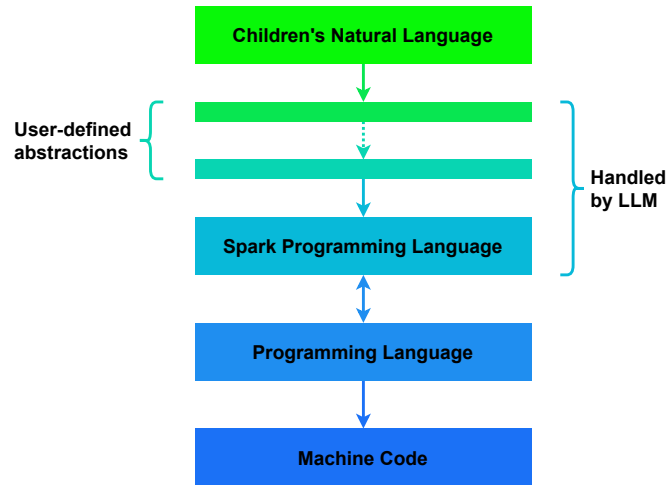 Children's Natural Language
User-defined
abstractions
Handled
by LLM
Spark Programming Language
Programming Language
Machine Code